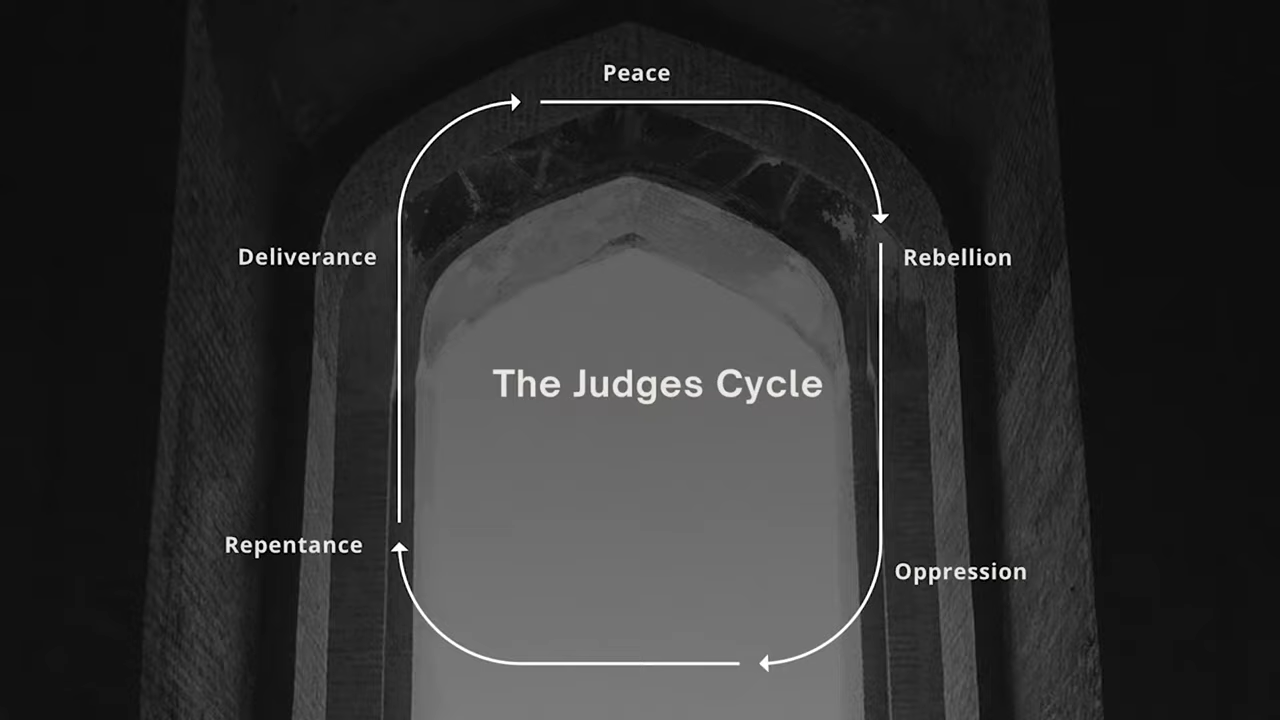 Peace
Deliverance
Rebellion
The Judges Cycle
Repentance
Oppression